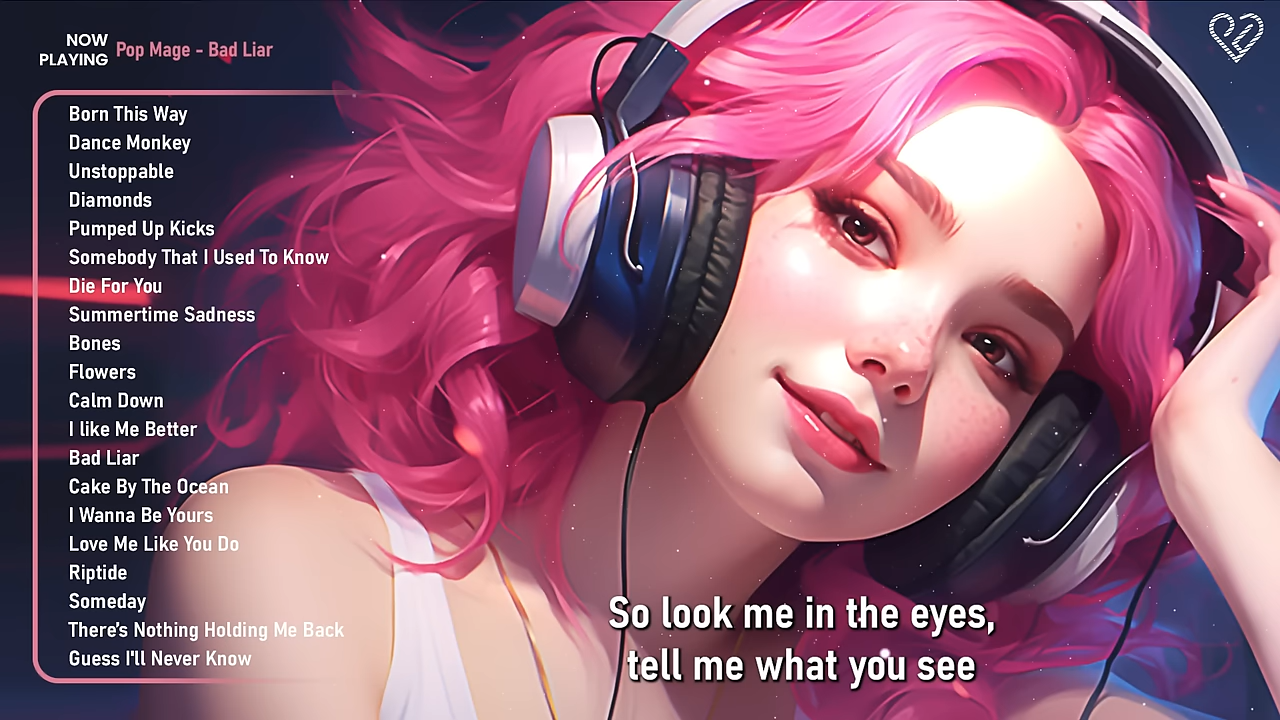 NOW
PLAYING
Pop Mage - Bad Liar
Born This Way
Dance Monkey
Unstoppable
Diamonds
Pumped Up Kicks
Somebody That I Used To Know
Die For You
Summertime Sadness
Bones
Flowers
Calm Down
I like Me Better
Bad Liar
Cake By The Ocean
I Wanna Be Yours
Love Me Like You Do
Riptide
Someday
There's Nothing Holding Me Back
Guess I'll Never Know
So look me in the eyes,
tell me what you see